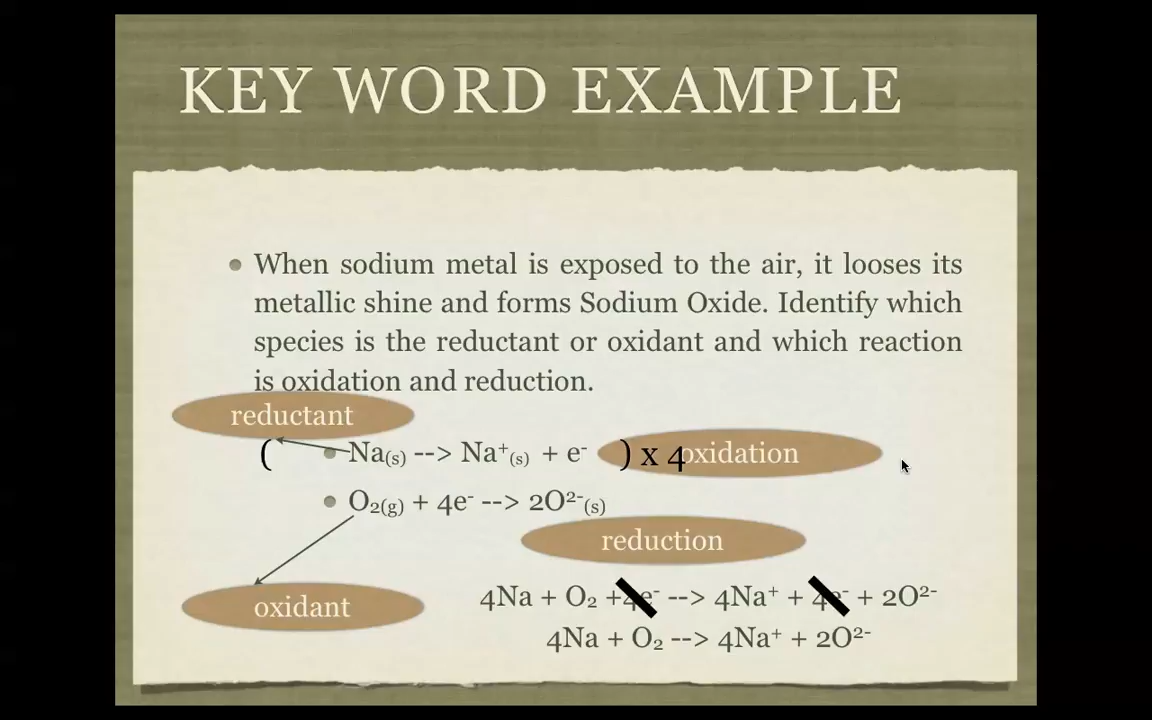 KEY WORD EXAMPLE
When sodium metal is exposed to the air, it looses its
metallic shine and forms Sodium Oxide. Identify which
species is the reductant or oxidant and which reaction
is oxidation and reduction.
reductant
( Na(s) --> Na⁺(s) + e⁻ ) x 4 oxidation
O₂(g) + 4e⁻ --> 2O²⁻(s)
reduction
oxidant
4Na + O₂ +4e⁻ --> 4Na⁺ + 4e⁻ + 2O²⁻
4Na + O₂ --> 4Na⁺ + 2O²⁻